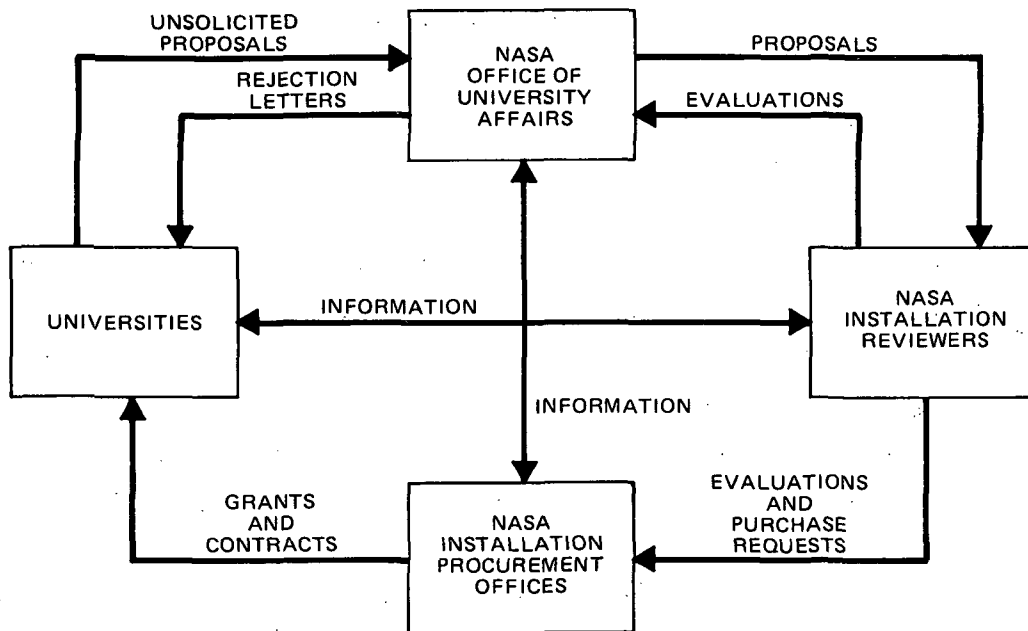 UNSOLICITED
PROPOSALS
REJECTION
LETTERS
NASA
OFFICE OF
UNIVERSITY
AFFAIRS
PROPOSALS
EVALUATIONS
UNIVERSITIES
INFORMATION
NASA
INSTALLATION
REVIEWERS
INFORMATION
GRANTS
AND
CONTRACTS
NASA
INSTALLATION
PROCUREMENT
OFFICES
EVALUATIONS
AND
PURCHASE
REQUESTS